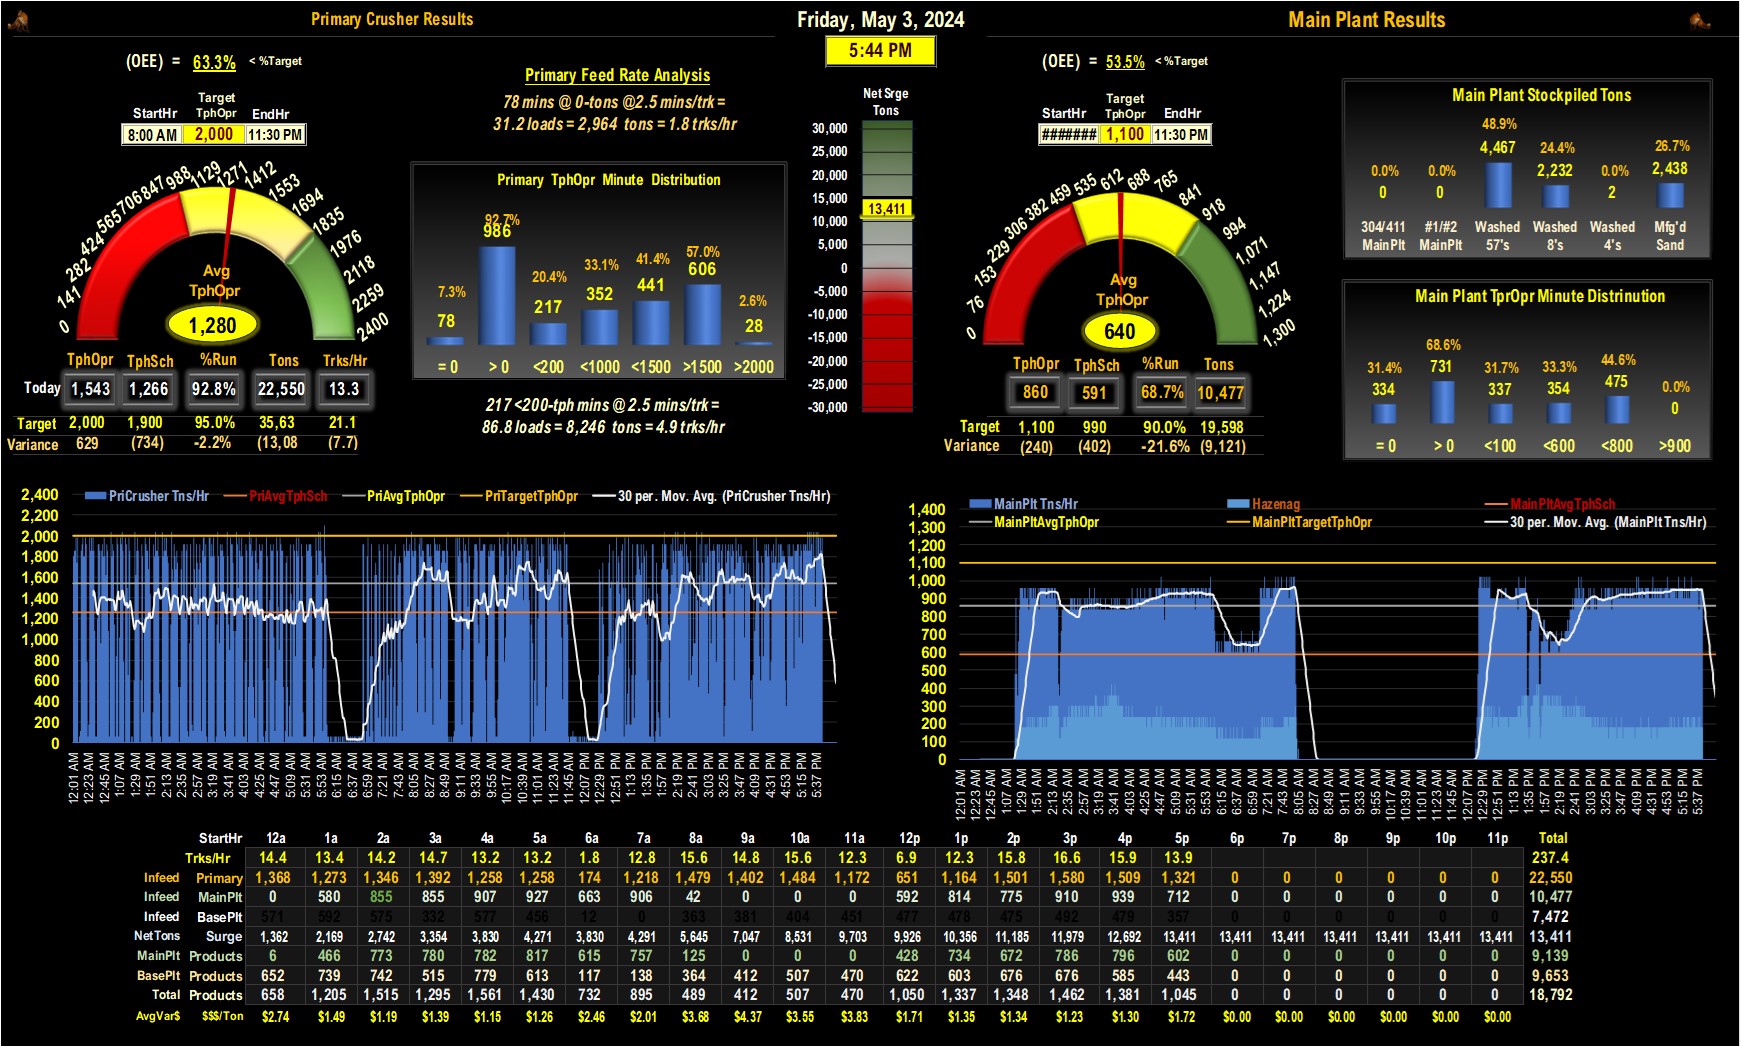 Primary Crusher Results
Friday, May 3, 2024
Main Plant Results
5:44 PM
(OEE) = 63.3% < %Target
StartHr Target TphOpr EndHr
8:00 AM 2,000 11:30 PM
0 141 282 424 565 706 847 988 1129 1271 1412 1553 1694 1835 1976 2118 2259 2400
Avg
TphOpr
1,280
TphOpr TphSch %Run Tons Trks/Hr
Today 1,543 1,266 92.8% 22,550 13.3
Target 2,000 1,900 95.0% 35,63 21.1
Variance 629 (734) -2.2% (13,08 (7.7)
Primary Feed Rate Analysis
78 mins @ 0-tons @2.5 mins/trk =
31.2 loads = 2,964 tons = 1.8 trks/hr
Primary TphOpr Minute Distribution
7.3% 92.7% 20.4% 33.1% 41.4% 57.0% 2.6%
78 986 217 352 441 606 28
= 0 > 0 <200 <1000 <1500 >1500 >2000
217 <200-tph mins @ 2.5 mins/trk =
86.8 loads = 8,246 tons = 4.9 trks/hr
Net Srge
Tons
30,000
25,000
20,000
15,000
13,411
10,000
5,000
0
-5,000
-10,000
-15,000
-20,000
-25,000
-30,000
(OEE) = 53.5% < %Target
StartHr Target TphOpr EndHr
####### 1,100 11:30 PM
0 76 153 229 306 382 459 535 612 688 765 841 918 994 1,071 1,147 1,224 1,300
Avg
TphOpr
640
TphOpr TphSch %Run Tons
860 591 68.7% 10,477
Target 1,100 990 90.0% 19,598
Variance (240) (402) -21.6% (9,121)
Main Plant Stockpiled Tons
0.0% 0.0% 48.9% 24.4% 0.0% 26.7%
0 0 4,467 2,232 2 2,438
304/411 #1/#2 Washed Washed Washed Mfg'd
MainPlt MainPlt 57's 8's 4's Sand
Main Plant TprOpr Minute Distrinution
31.4% 68.6% 31.7% 33.3% 44.6% 0.0%
334 731 337 354 475 0
= 0 > 0 <100 <600 <800 >900
PriCrusher Tns/Hr PriAvgTphSch PriAvgTphOpr PriTargetTphOpr 30 per. Mov. Avg. (PriCrusher Tns/Hr)
2,400
2,200
2,000
1,800
1,600
1,400
1,200
1,000
800
600
400
200
0
12:01 AM 12:23 AM 12:45 AM 1:07 AM 1:29 AM 1:51 AM 2:13 AM 2:35 AM 2:57 AM 3:19 AM 3:41 AM 4:03 AM 4:25 AM 4:47 AM 5:09 AM 5:31 AM 5:53 AM 6:15 AM 6:37 AM 6:59 AM 7:21 AM 7:43 AM 8:05 AM 8:27 AM 8:49 AM 9:11 AM 9:33 AM 9:55 AM 10:17 AM 10:39 AM 11:01 AM 11:23 AM 11:45 AM 12:07 PM 12:29 PM 12:51 PM 1:13 PM 1:35 PM 1:57 PM 2:19 PM 2:41 PM 3:03 PM 3:25 PM 3:47 PM 4:09 PM 4:31 PM 4:53 PM 5:15 PM 5:37 PM
MainPlt Tns/Hr Hazenag MainPltAvgTphSch
MainPltAvgTphOpr MainPltTargetTphOpr 30 per. Mov. Avg. (MainPlt Tns/Hr)
1,400
1,300
1,200
1,100
1,000
900
800
700
600
500
400
300
200
100
0
12:01 AM 12:23 AM 12:45 AM 1:07 AM 1:29 AM 1:51 AM 2:13 AM 2:35 AM 2:57 AM 3:19 AM 3:41 AM 4:03 AM 4:25 AM 4:47 AM 5:09 AM 5:31 AM 5:53 AM 6:15 AM 6:37 AM 6:59 AM 7:21 AM 7:43 AM 8:05 AM 8:27 AM 8:49 AM 9:11 AM 9:33 AM 9:55 AM 10:17 AM 10:39 AM 11:01 AM 11:23 AM 11:45 AM 12:07 PM 12:29 PM 12:51 PM 1:13 PM 1:35 PM 1:57 PM 2:19 PM 2:41 PM 3:03 PM 3:25 PM 3:47 PM 4:09 PM 4:31 PM 4:53 PM 5:15 PM 5:37 PM
StartHr 12a 1a 2a 3a 4a 5a 6a 7a 8a 9a 10a 11a 12p 1p 2p 3p 4p 5p 6p 7p 8p 9p 10p 11p Total
Trks/Hr 14.4 13.4 14.2 14.7 13.2 13.2 1.8 12.8 15.6 14.8 15.6 12.3 6.9 12.3 15.8 16.6 15.9 13.9 237.4
Infeed Primary 1,368 1,273 1,346 1,392 1,258 1,258 174 1,218 1,479 1,402 1,484 1,172 651 1,164 1,501 1,580 1,509 1,321 0 0 0 0 0 0 22,550
Infeed MainPlt 0 580 855 855 907 927 663 906 42 0 0 0 592 814 775 910 939 712 0 0 0 0 0 0 10,477
Infeed BasePlt 571 592 575 332 577 456 12 0 363 381 404 451 477 478 475 492 479 357 0 0 0 0 0 0 7,472
NetTons Surge 1,362 2,169 2,742 3,354 3,830 4,271 3,830 4,291 5,645 7,047 8,531 9,703 9,926 10,356 11,185 11,979 12,692 13,411 13,411 13,411 13,411 13,411 13,411 13,411 13,411
MainPlt Products 6 466 773 780 782 817 615 757 125 0 0 0 428 734 672 786 796 602 0 0 0 0 0 0 9,139
BasePlt Products 652 739 742 515 779 613 117 138 364 412 507 470 622 603 676 676 585 443 0 0 0 0 0 0 9,653
Total Products 658 1,205 1,515 1,295 1,561 1,430 732 895 489 412 507 470 1,050 1,337 1,348 1,462 1,381 1,045 0 0 0 0 0 0 18,792
AvgVar$ $$$/Ton $2.74 $1.49 $1.19 $1.39 $1.15 $1.26 $2.46 $2.01 $3.68 $4.37 $3.55 $3.83 $1.71 $1.35 $1.34 $1.23 $1.30 $1.72 $0.00 $0.00 $0.00 $0.00 $0.00 $0.00